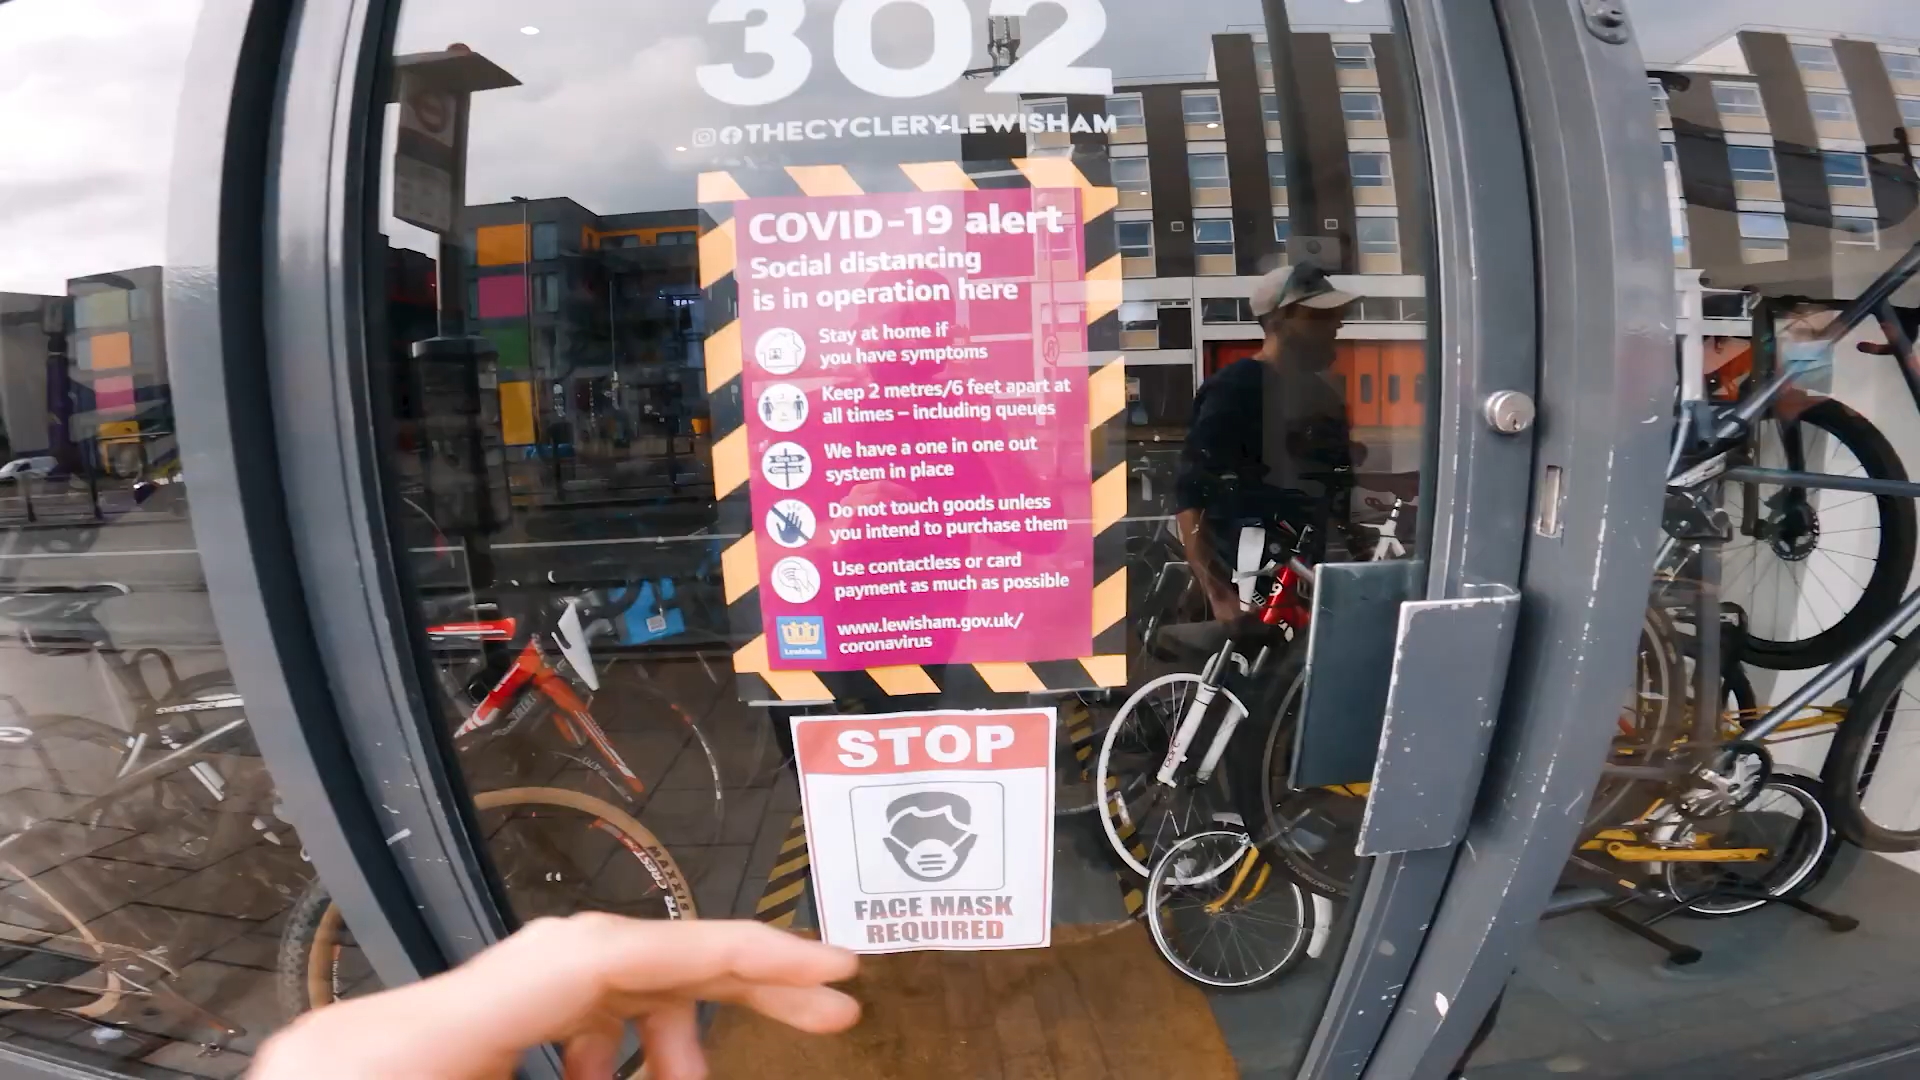 302
@THECYCLERYLEWISHAM
COVID-19 alert
Social distancing
is in operation here
Stay at home if
you have symptoms
Keep 2 metres/6 feet apart at
all times – including queues
We have a one in one out
system in place
Do not touch goods unless
you intend to purchase them
Use contactless or card
payment as much as possible
www.lewisham.gov.uk/
coronavirus
Lewisham
STOP
FACE MASK
REQUIRED
MAXXIS
CREST